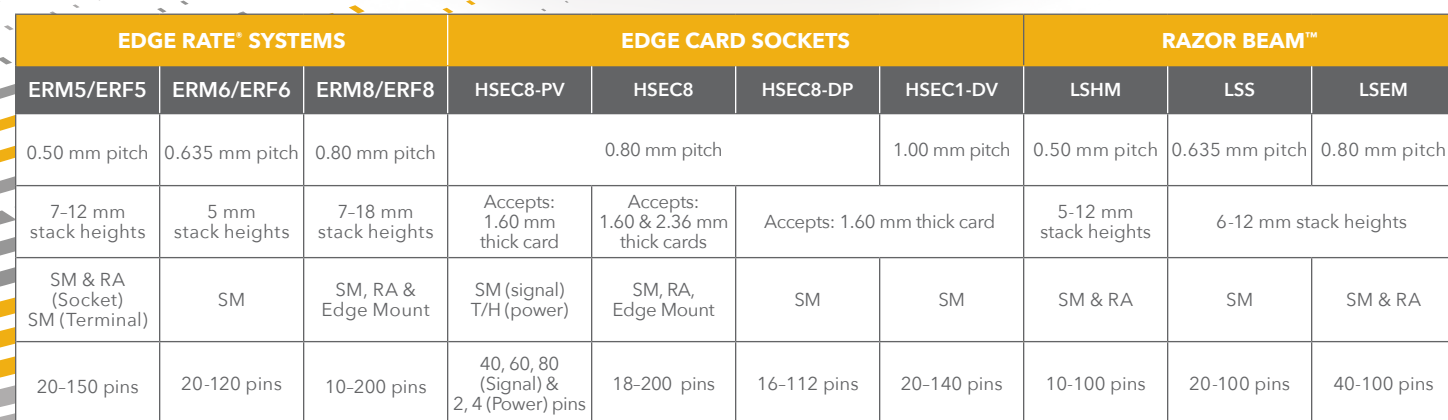 EDGE RATE® SYSTEMS EDGE CARD SOCKETS RAZOR BEAM™
ERM5/ERF5 ERM6/ERF6 ERM8/ERF8 HSEC8-PV HSEC8 HSEC8-DP HSEC1-DV LSHM LSS LSEM
0.50 mm pitch 0.635 mm pitch 0.80 mm pitch 0.80 mm pitch 1.00 mm pitch 0.50 mm pitch 0.635 mm pitch 0.80 mm pitch
7–12 mm
stack heights
5 mm
stack heights
7–18 mm
stack heights
Accepts:
1.60 mm
thick card
Accepts:
1.60 & 2.36 mm
thick cards
Accepts: 1.60 mm thick card
5-12 mm
stack heights
6-12 mm stack heights
SM & RA
(Socket)
SM (Terminal)
SM
SM, RA &
Edge Mount
SM (signal)
T/H (power)
SM, RA,
Edge Mount
SM
SM
SM & RA
SM
SM & RA
20–150 pins
20-120 pins
10–200 pins
40, 60, 80
(Signal) &
2, 4 (Power) pins
18–200 pins
16–112 pins
20–140 pins
10-100 pins
20-100 pins
40-100 pins